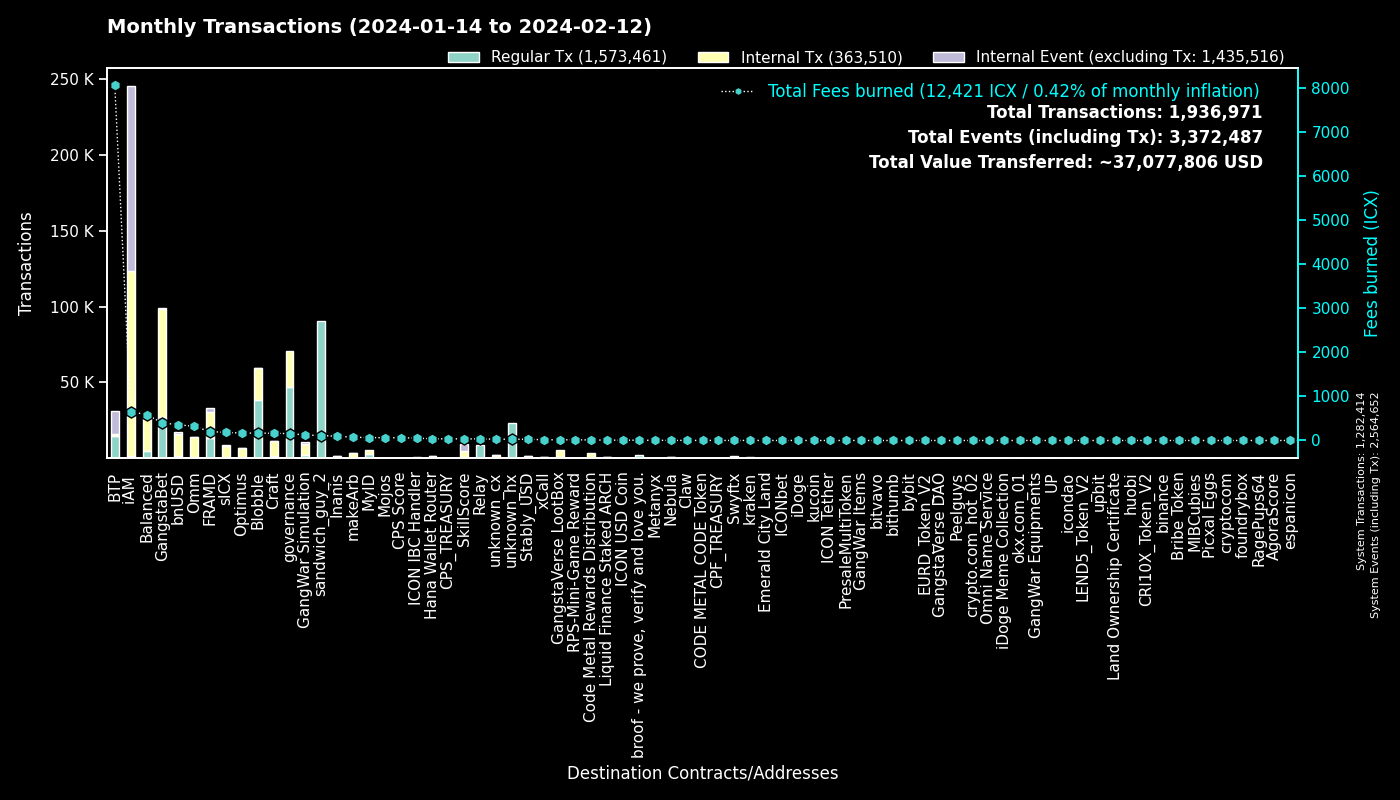 Monthly Transactions (2024-01-14 to 2024-02-12)
Regular Tx (1,573,461)
Internal Tx (363,510)
Internal Event (excluding Tx: 1,435,516)
Total Fees burned (12,421 ICX / 0.42% of monthly inflation)
Total Transactions: 1,936,971
Total Events (including Tx): 3,372,487
Total Value Transferred: ~37,077,806 USD
Transactions
250 K
200 K
150 K
100 K
50 K
8000
7000
6000
5000
4000
3000
2000
1000
0
Fees burned (ICX)
System Transactions: 1,282,414
System Events (including Tx): 2,564,652
BTP
iAM
Balanced
GangstaBet
bnUSD
Omm
FRAMD
sICX
Optimus
Blobble
Craft
governance
GangWar Simulation
sandwich_guy_2
Inanis
makeArb
MyID
Mojos
CPS Score
ICON IBC Handler
Hana Wallet Router
CPS_TREASURY
SkillScore
Relay
unknown_cx
unknown_hx
Stably_USD
xCall
GangstaVerse LootBox
RPS-Mini-Game Reward
Code Metal Rewards Distribution
Liquid Finance Staked ARCH
ICON USD Coin
broof - we prove, verify and love you.
Metanyx
Nebula
Claw
CODE METAL CODE Token
CPF_TREASURY
Swyftx
kraken
Emerald City Land
ICONbet
iDoge
kucoin
ICON Tether
PresaleMultiToken
GangWar Items
bitvavo
bithumb
bybit
EURD_Token_V2
GangstaVerse DAO
Peelguys
crypto.com_hot_02
Omni Name Service
iDoge Meme Collection
okx.com_01
GangWar Equipments
UP
icondao
LEND5_Token_V2
upbit
Land Ownership Certificate
huobi
CRI10X_Token_V2
binance
Bribe Token
MIBCubies
Picxal Eggs
cryptocom
foundrybox
RagePups64
AgoraScore
espanicon
Destination Contracts/Addresses